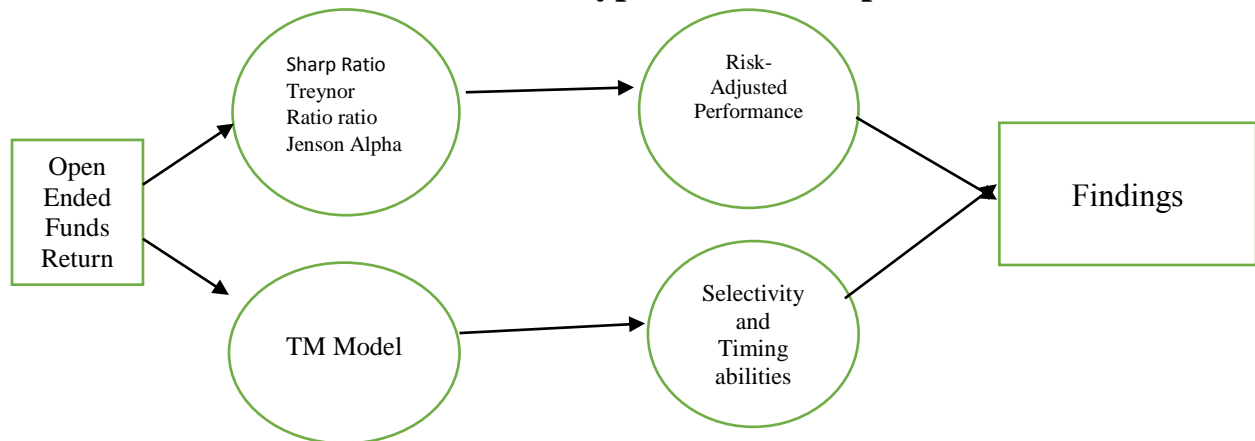 Open
Ended
Funds
Return
Sharp Ratio
Treynor
Ratio ratio
Jenson Alpha
Risk-
Adjusted
Performance
TM Model
Selectivity
and
Timing
abilities
Findings